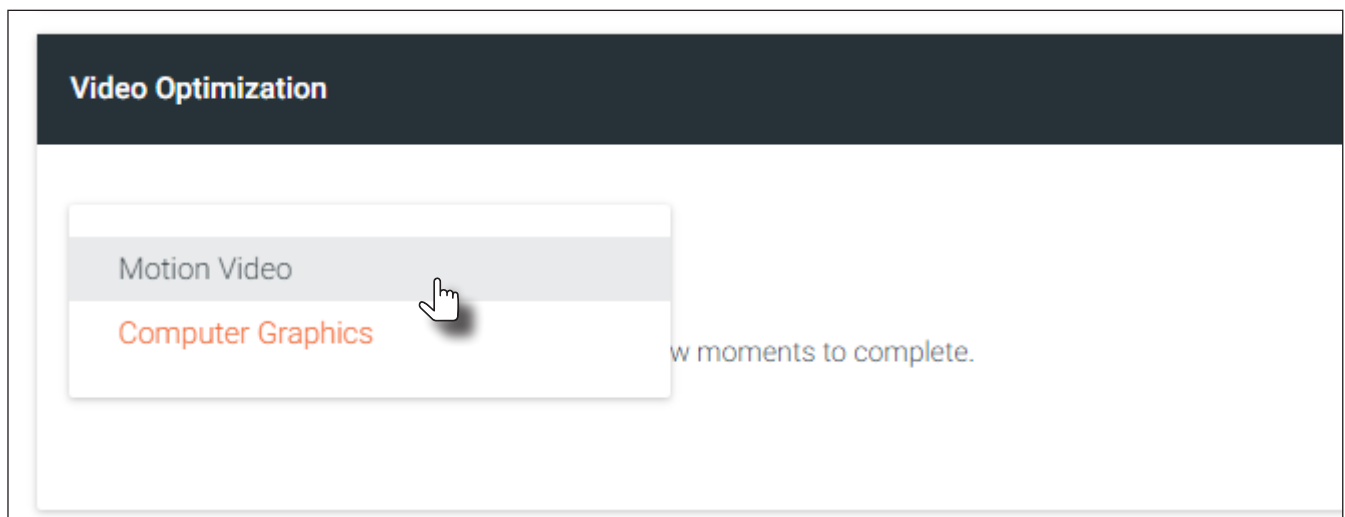 Video Optimization
Motion Video
Computer Graphics
moments to complete.